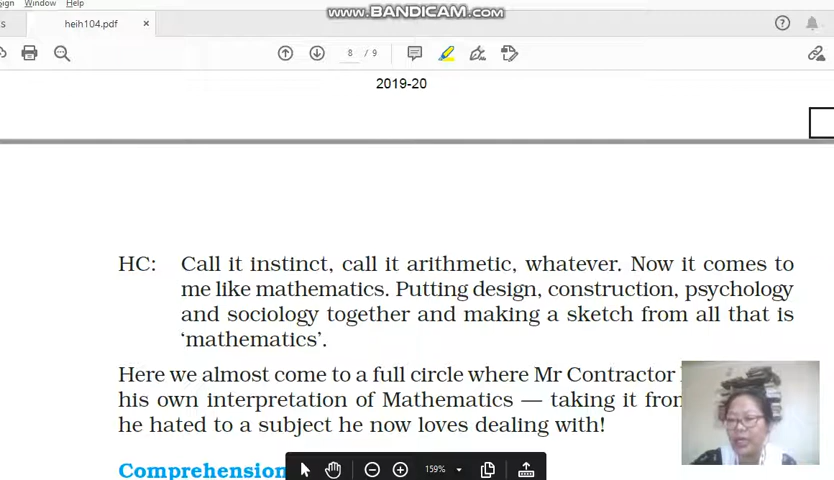 Sign Window Help
www.BANDICAM.com
s heih104.pdf ×
8 / 9
2019-20
HC: Call it instinct, call it arithmetic, whatever. Now it comes to
me like mathematics. Putting design, construction, psychology
and sociology together and making a sketch from all that is
‘mathematics’.
Here we almost come to a full circle where Mr Contractor
his own interpretation of Mathematics — taking it from
he hated to a subject he now loves dealing with!
Comprehension
159%